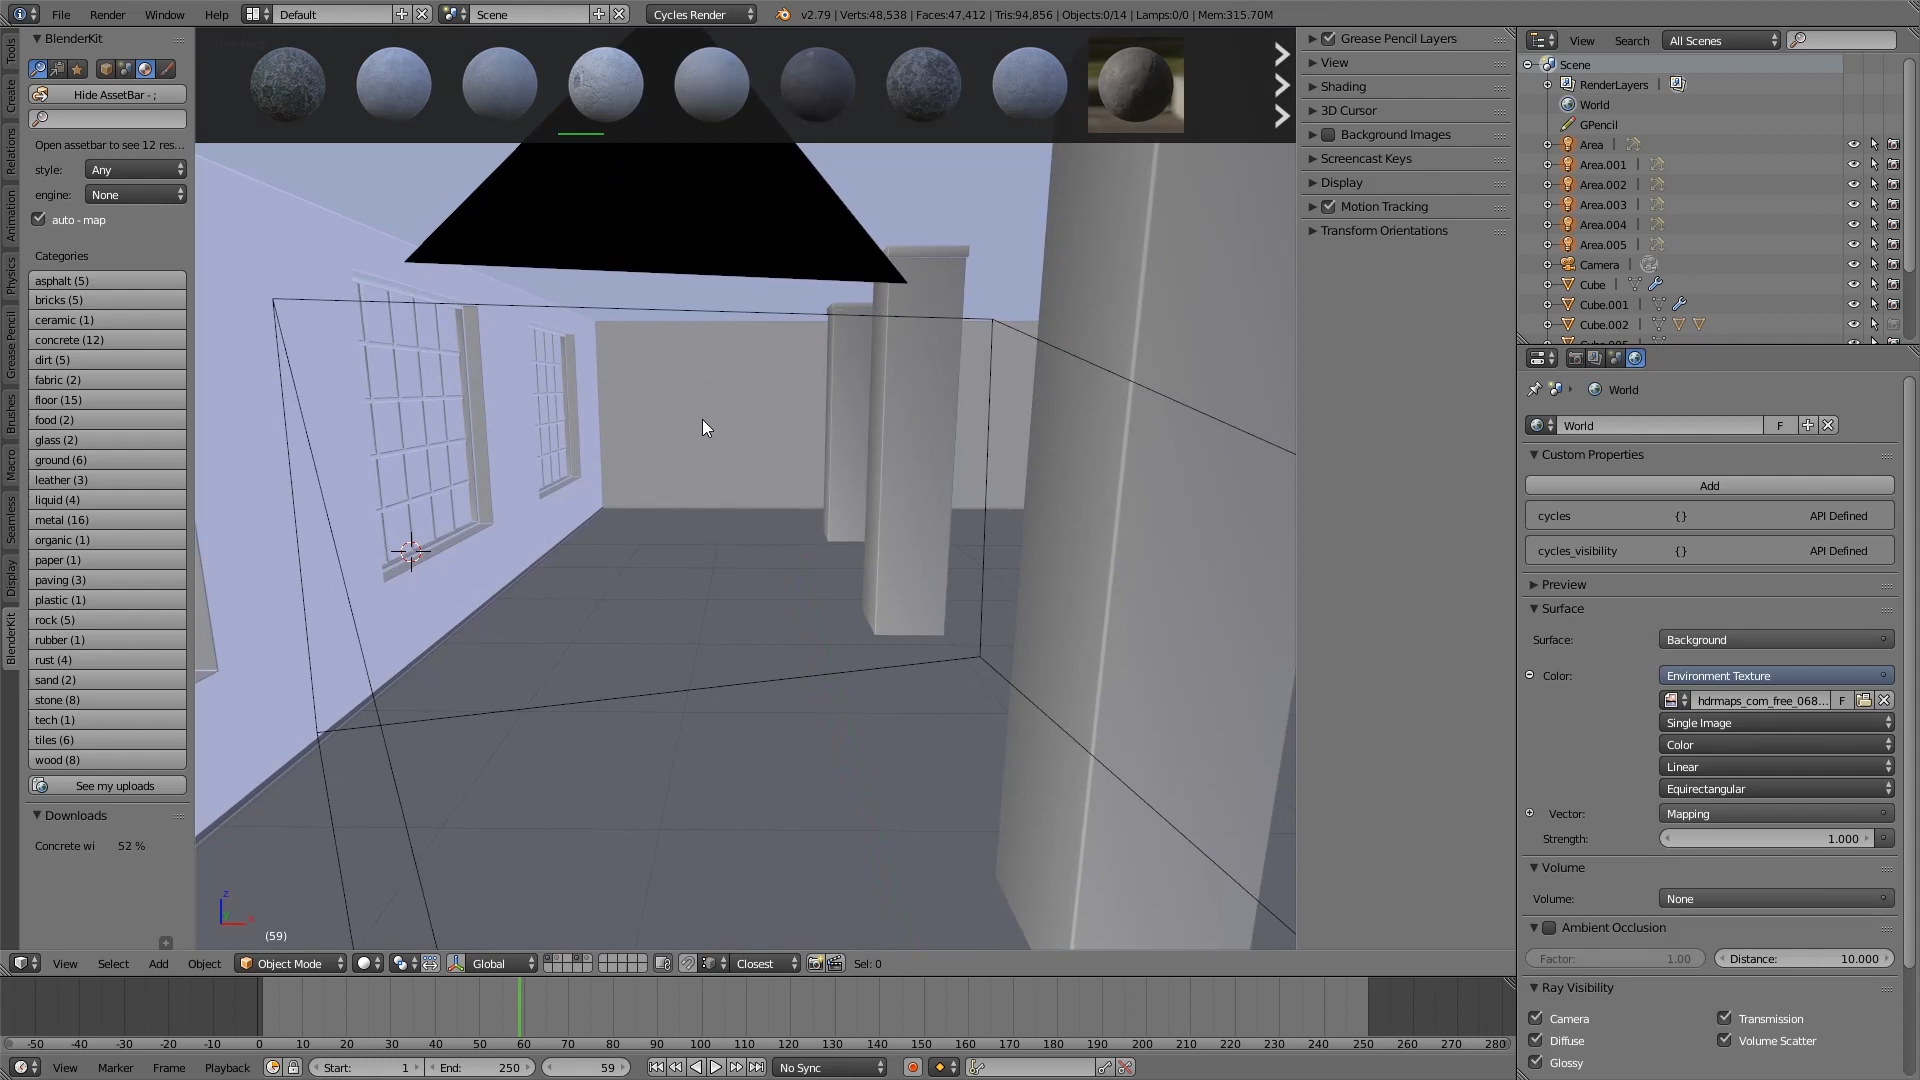 File Render Window Help Default Scene Cycles Render v2.79 | Verts:48,538 | Faces:47,412 | Tris:94,856 | Objects:0/14 | Lamps:0/0 | Mem:315.70M
Tools
Create
Relations
Animation
Physics
Grease Pencil
Brushes
Macro
Seamless
Display
BlenderKit
BlenderKit
Hide AssetBar - ;
Open assetbar to see 12 res...
style: Any
engine: None
auto - map
Categories
asphalt (5)
bricks (5)
ceramic (1)
concrete (12)
dirt (5)
fabric (2)
floor (15)
food (2)
glass (2)
ground (6)
leather (3)
liquid (4)
metal (16)
organic (1)
paper (1)
paving (3)
plastic (1)
rock (5)
rubber (1)
rust (4)
sand (2)
stone (8)
tech (1)
tiles (6)
wood (8)
See my uploads
Downloads
Concrete wi 52 %
z
x
(59)
Grease Pencil Layers
View
Shading
3D Cursor
Background Images
Screencast Keys
Display
Motion Tracking
Transform Orientations
View Search All Scenes
Scene
RenderLayers
World
GPencil
Area
Area.001
Area.002
Area.003
Area.004
Area.005
Camera
Cube
Cube.001
Cube.002
World
World F
Custom Properties
Add
cycles {} API Defined
cycles_visibility {} API Defined
Preview
Surface
Surface: Background
Color: Environment Texture
hdrmaps_com_free_068... F
Single Image
Color
Linear
Equirectangular
Vector: Mapping
Strength: 1.000
Volume
Volume: None
Ambient Occlusion
Factor: 1.00 Distance: 10.000
Ray Visibility
Camera Transmission
Diffuse Volume Scatter
Glossy
View Select Add Object Object Mode Global Closest Sel: 0
-50 -40 -30 -20 -10 0 10 20 30 40 50 60 70 80 90 100 110 120 130 140 150 160 170 180 190 200 210 220 230 240 250 260 270 280
View Marker Frame Playback Start: 1 End: 250 59 No Sync